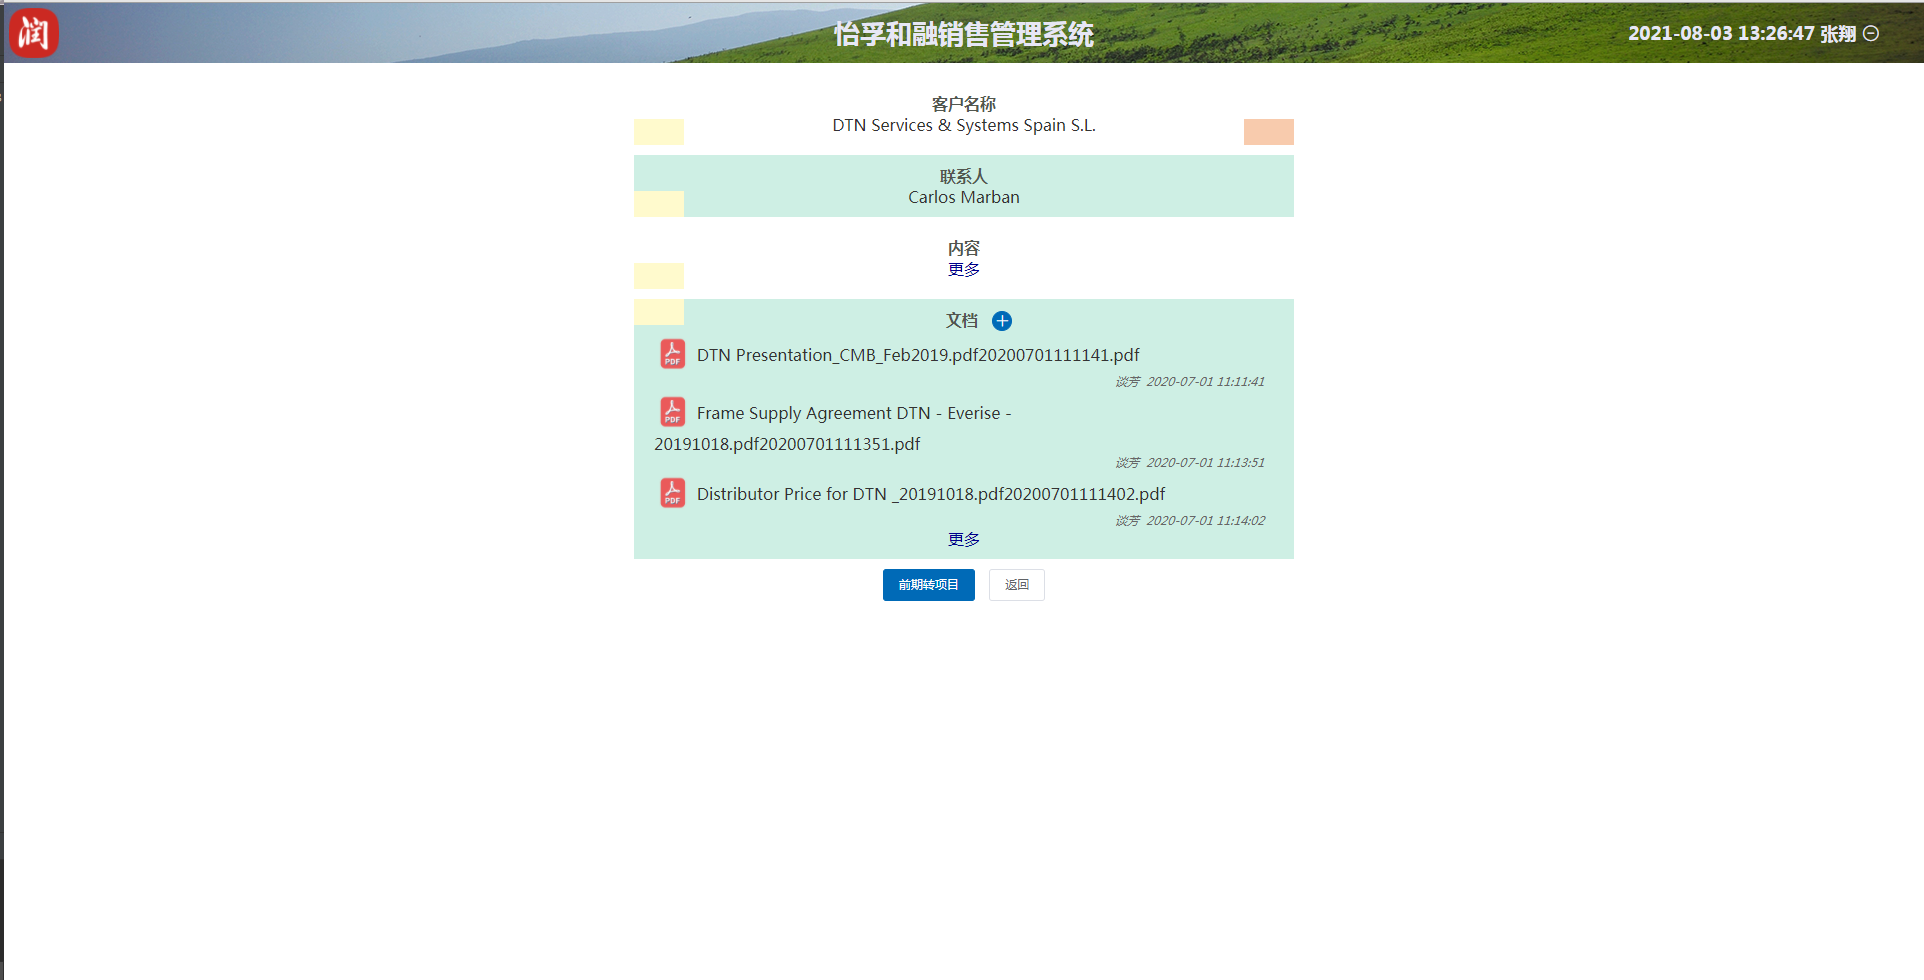 润
怡孚和融销售管理系统
2021-08-03 13:26:47 张翔
客户名称
DTN Services & Systems Spain S.L.
联系人
Carlos Marban
内容
更多
文档
PDF DTN Presentation_CMB_Feb2019.pdf20200701111141.pdf
谈芳 2020-07-01 11:11:41
PDF Frame Supply Agreement DTN - Everise -
20191018.pdf20200701111351.pdf
谈芳 2020-07-01 11:13:51
PDF Distributor Price for DTN _20191018.pdf20200701111402.pdf
谈芳 2020-07-01 11:14:02
更多
前期转项目 返回